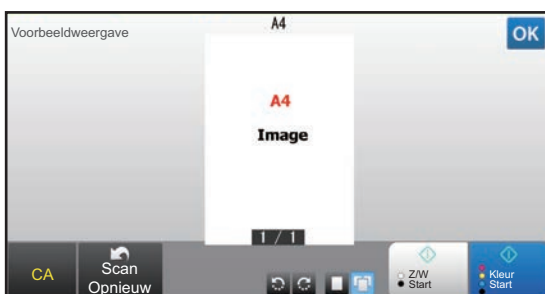 A4
Voorbeeldweergave
OK
A4
Image
1 / 1
CA
Scan
Opnieuw
Z/W
Start
Kleur
Start